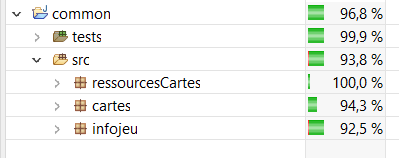 common 96,8 %
tests 99,9 %
src 93,8 %
ressourcesCartes 100,0 %
cartes 94,3 %
infojeu 92,5 %